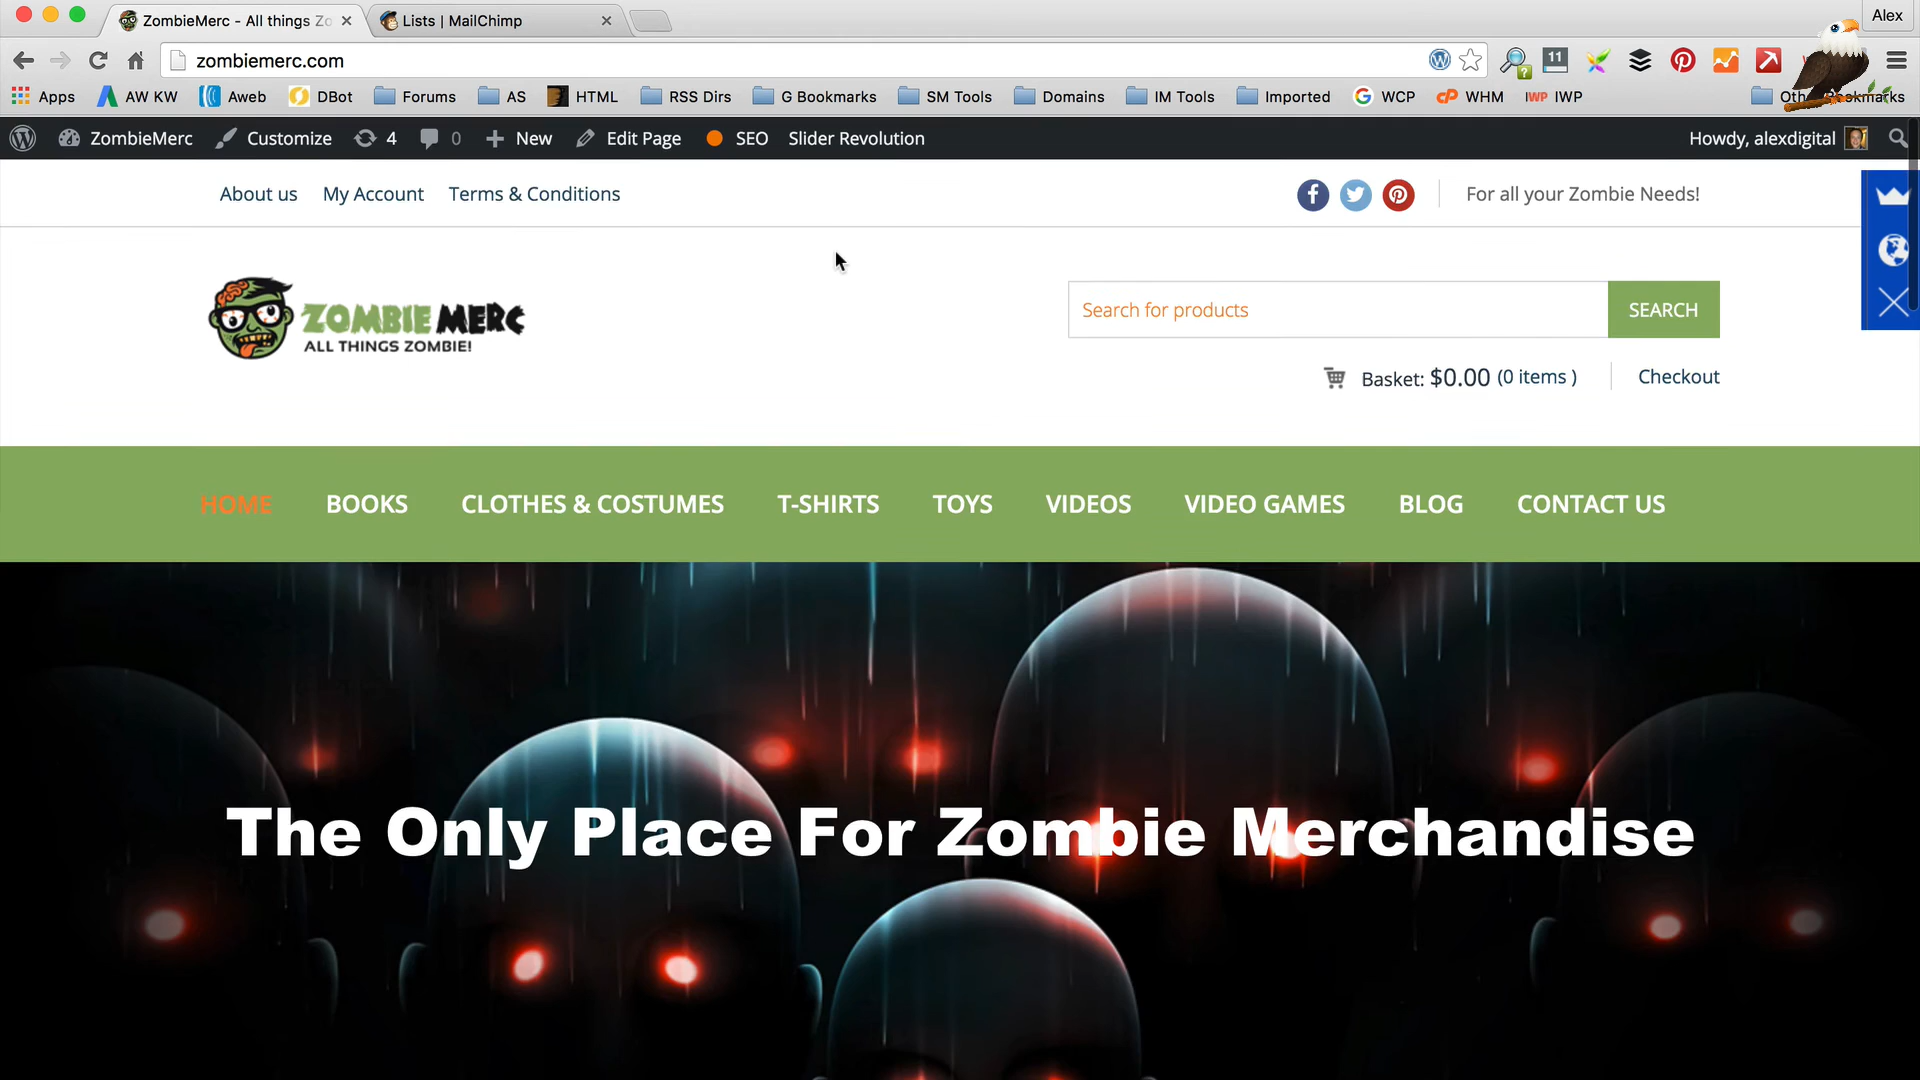 ZombieMerc - All things Zo
Lists | MailChimp
Alex
zombiemerc.com
11
Apps AW KW Aweb DBot Forums AS HTML RSS Dirs G Bookmarks SM Tools Domains IM Tools Imported WCP WHM IWP Bookmarks
ZombieMerc Customize 4 0 New Edit Page SEO Slider Revolution Howdy, alexdigital
About us My Account Terms & Conditions For all your Zombie Needs!
ZOMBIE MERC
ALL THINGS ZOMBIE!
Search for products SEARCH
Basket: $0.00 (0 items ) Checkout
HOME BOOKS CLOTHES & COSTUMES T-SHIRTS TOYS VIDEOS VIDEO GAMES BLOG CONTACT US
The Only Place For Zombie Merchandise